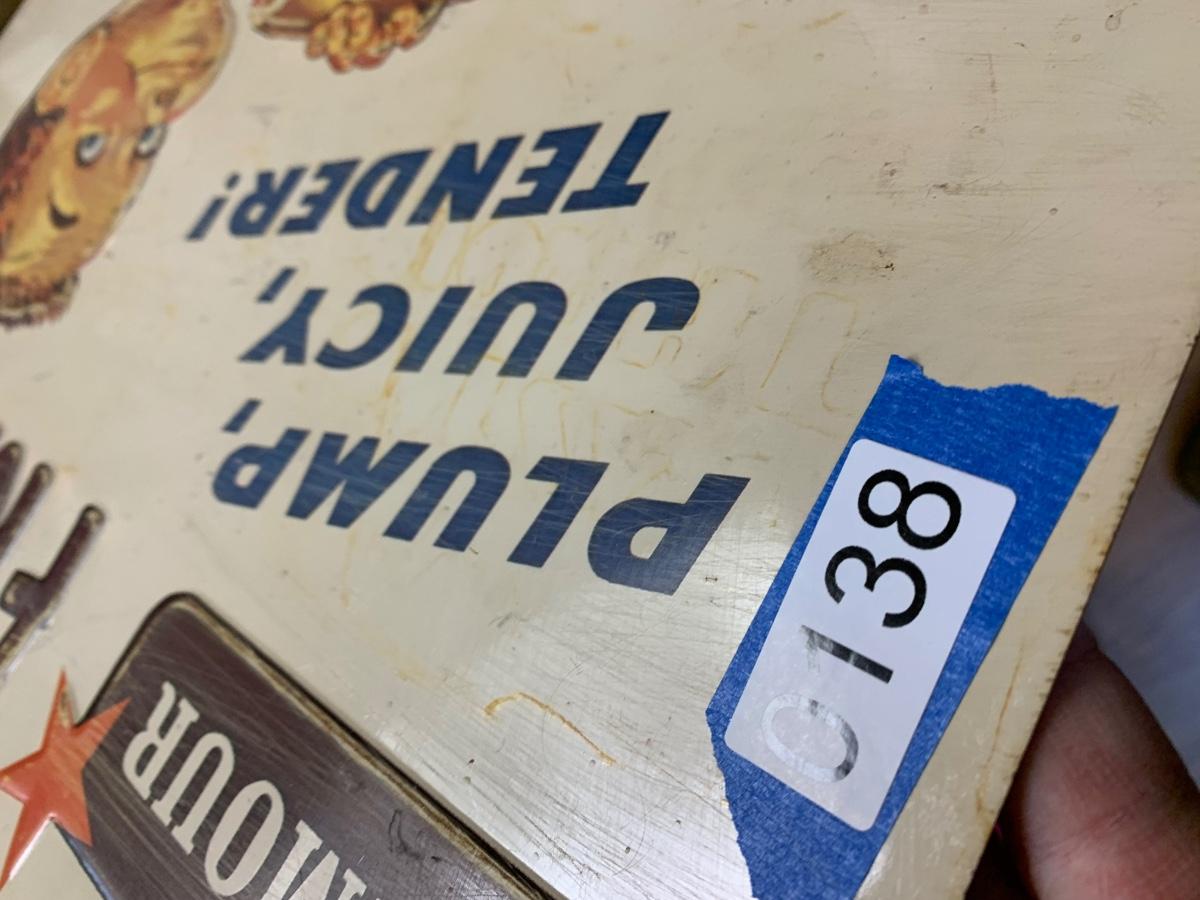 PLUMP,
JUICY,
TENDER!
0138